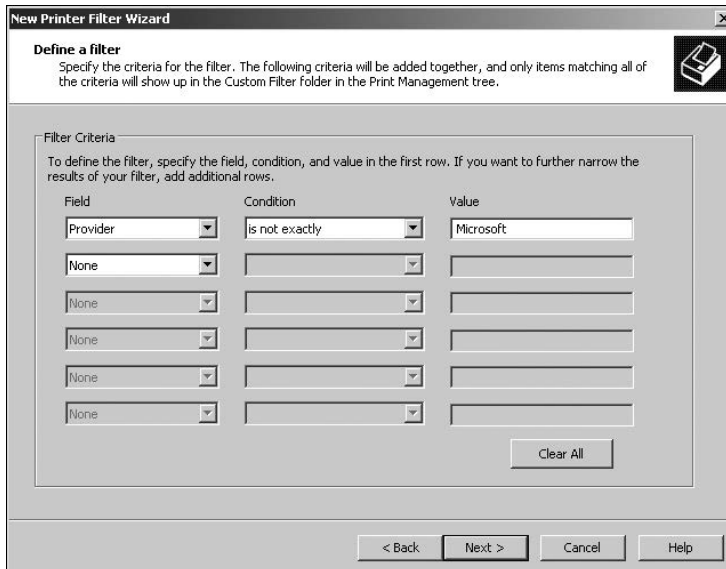 New Printer Filter Wizard
Define a filter
Specify the criteria for the filter. The following criteria will be added together, and only items matching all of
the criteria will show up in the Custom Filter folder in the Print Management tree.
Filter Criteria
To define the filter, specify the field, condition, and value in the first row. If you want to further narrow the
results of your filter, add additional rows.
Field Condition Value
Provider is not exactly Microsoft
None
None
None
None
None
Clear All
< Back Next > Cancel Help